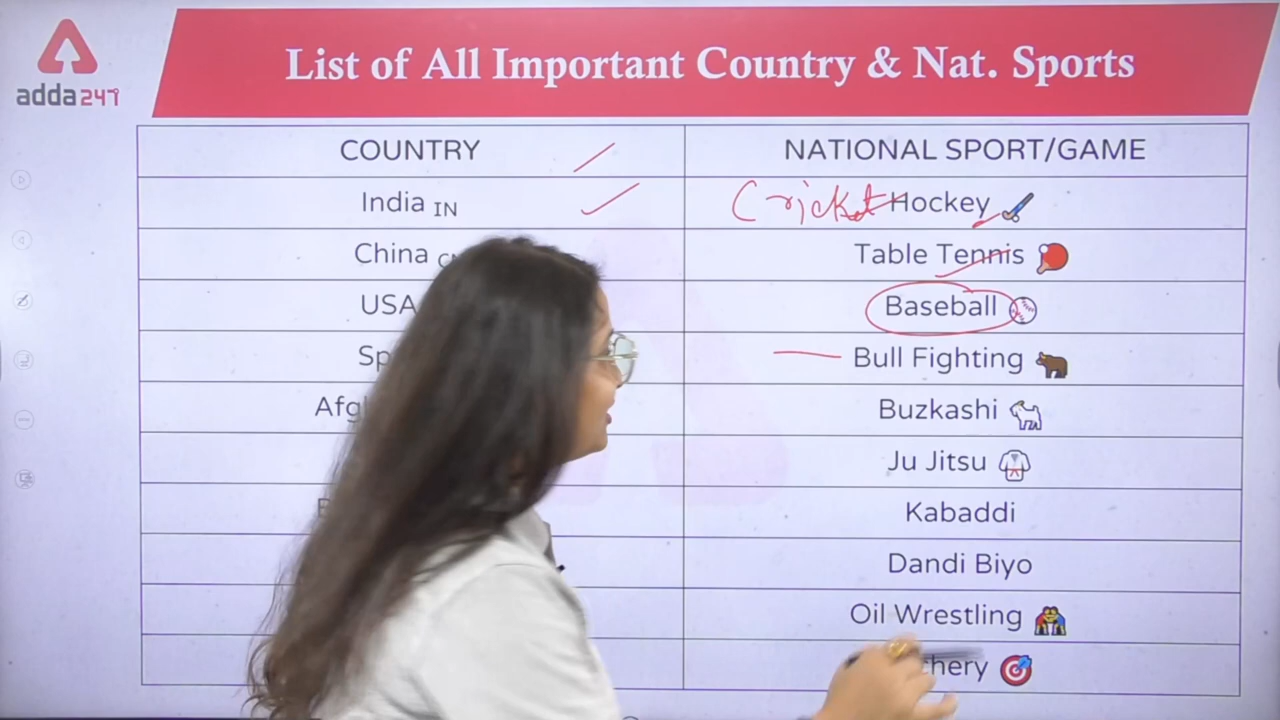 List of All Important Country & Nat. Sports
adda247
COUNTRY NATIONAL SPORT/GAME
India IN Cricket Hockey
China Table Tennis
USA Baseball
Bull Fighting
Buzkashi
Ju Jitsu
Kabaddi
Dandi Biyo
Oil Wrestling